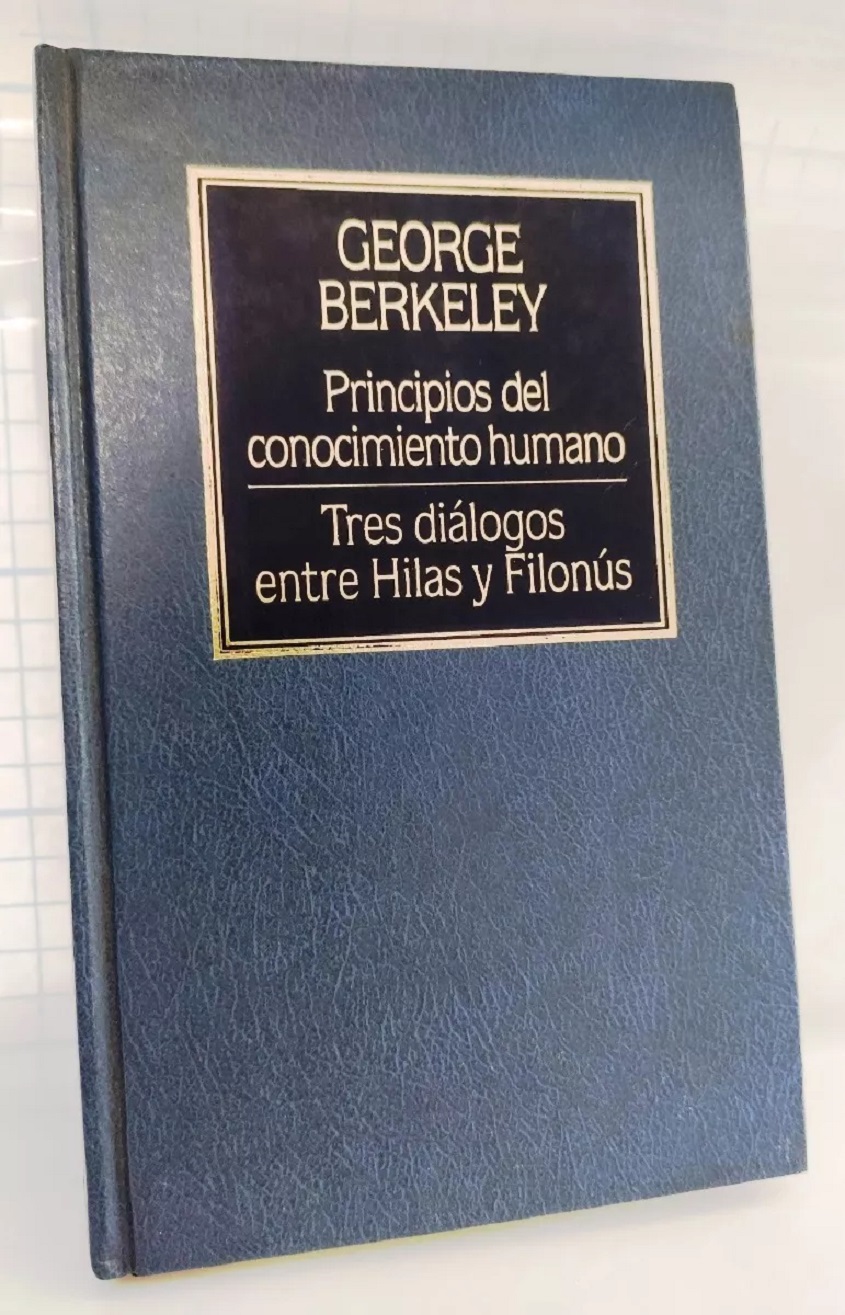 GEORGE
BERKELEY
Principios del
conocimiento humano
Tres diálogos
entre Hilas y Filonús